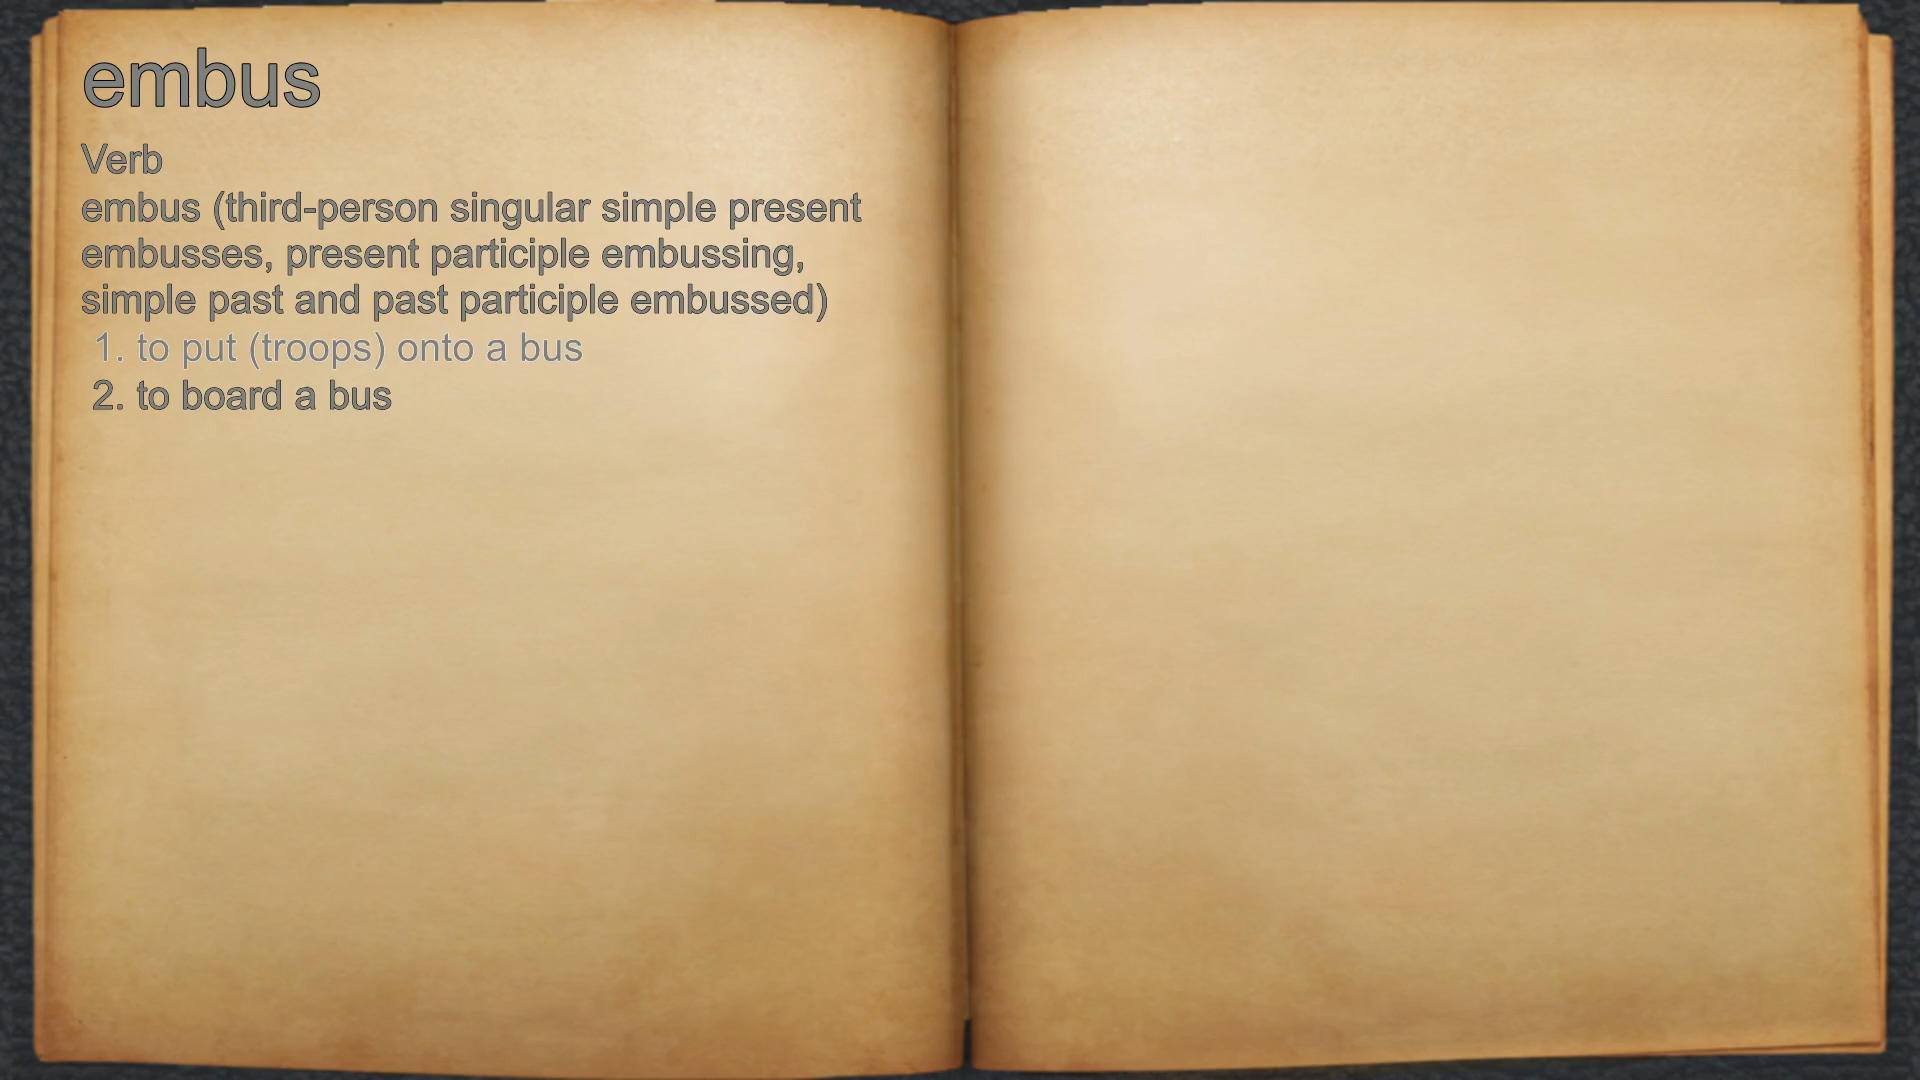 embus
Verb
embus (third-person singular simple present
embusses, present participle embussing,
simple past and past participle embussed)
1. to put (troops) onto a bus
2. to board a bus